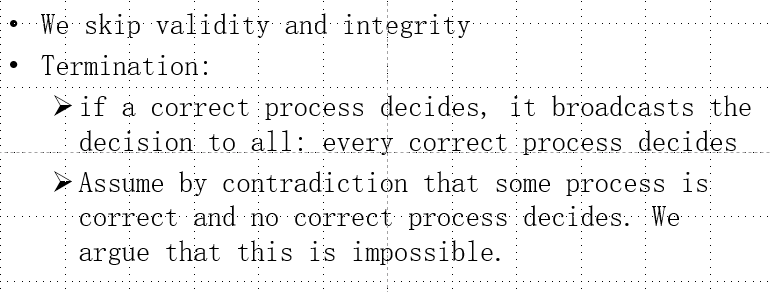 • We skip validity and integrity
• Termination:
➢ if a correct process decides, it broadcasts the
decision to all: every correct process decides
➢ Assume by contradiction that some process is
correct and no correct process decides. We
argue that this is impossible.